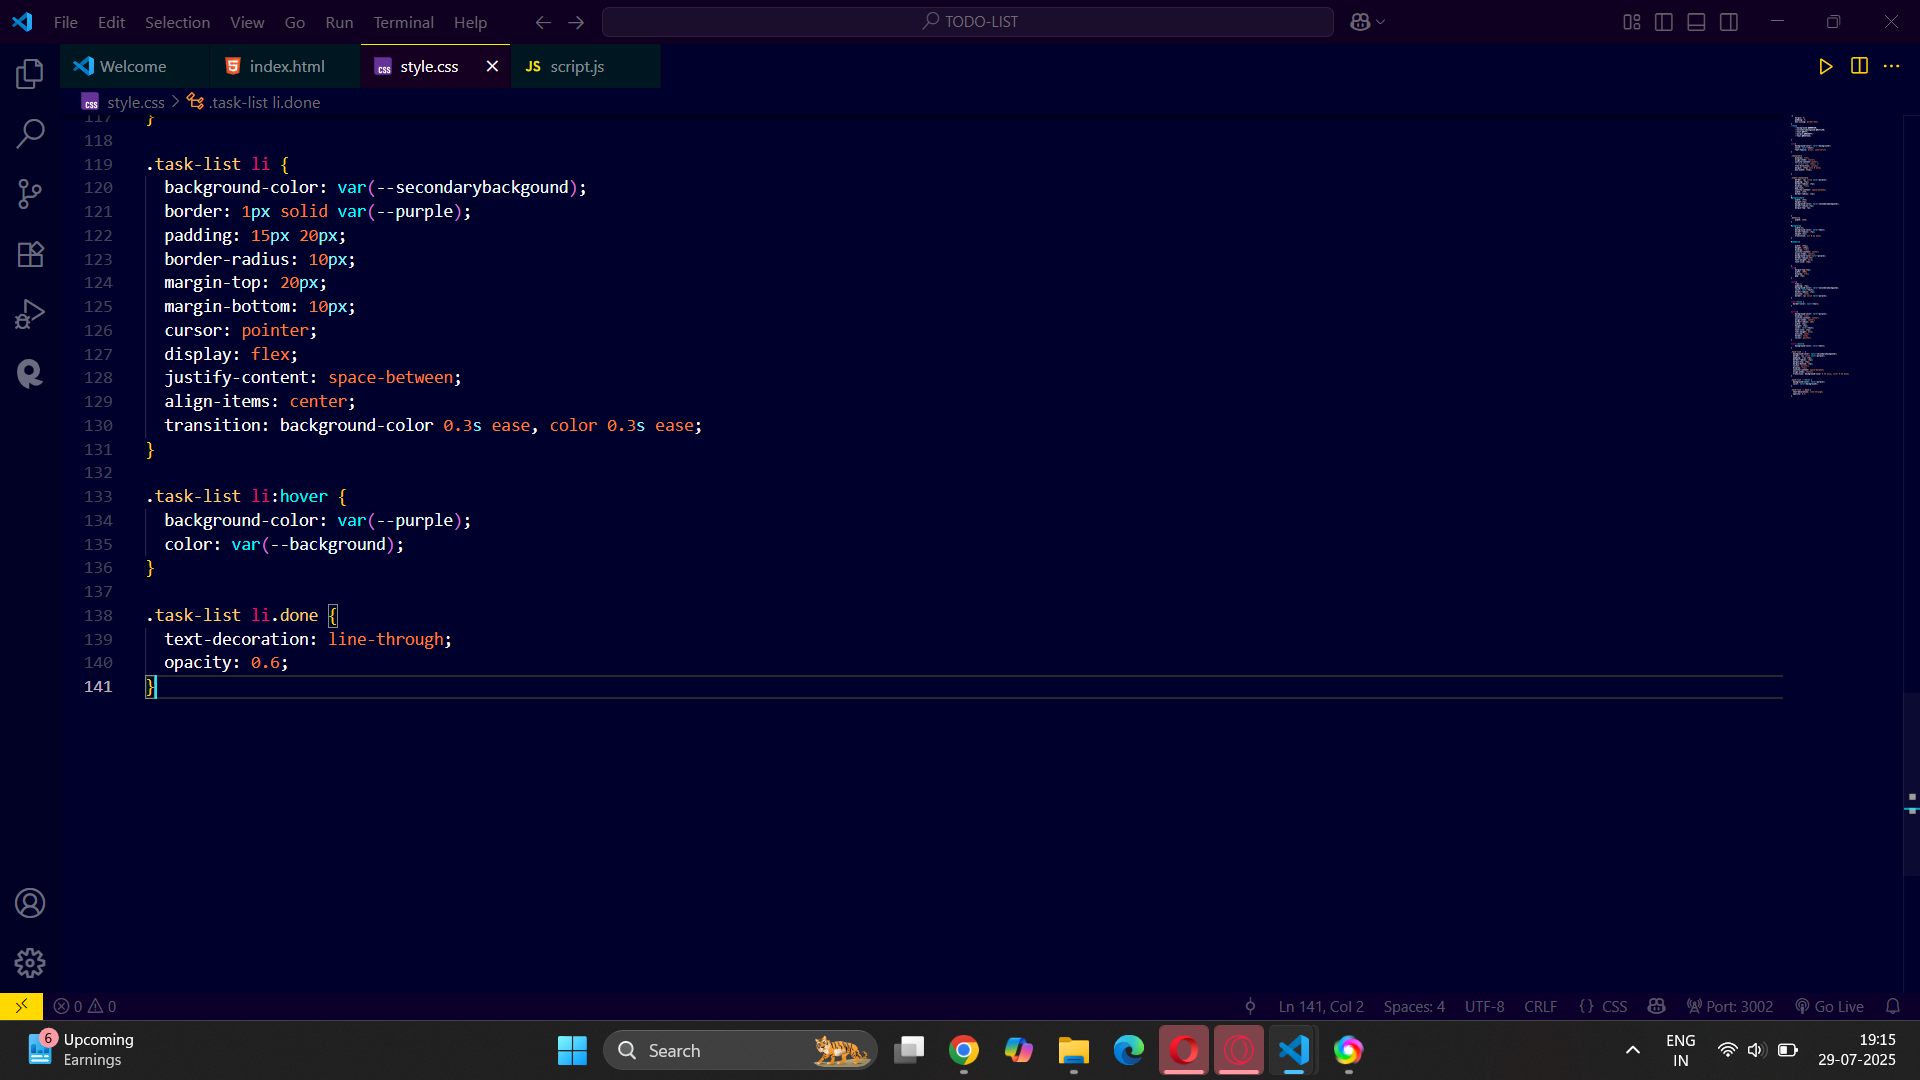 File Edit Selection View Go Run Terminal Help TODO-LIST
Welcome index.html style.css script.js
style.css > .task-list li.done
117 }
118
119 .task-list li {
120 background-color: var(--secondarybackgound);
121 border: 1px solid var(--purple);
122 padding: 15px 20px;
123 border-radius: 10px;
124 margin-top: 20px;
125 margin-bottom: 10px;
126 cursor: pointer;
127 display: flex;
128 justify-content: space-between;
129 align-items: center;
130 transition: background-color 0.3s ease, color 0.3s ease;
131 }
132
133 .task-list li:hover {
134 background-color: var(--purple);
135 color: var(--background);
136 }
137
138 .task-list li.done {
139 text-decoration: line-through;
140 opacity: 0.6;
141 }
0 0 Ln 141, Col 2 Spaces: 4 UTF-8 CRLF {} CSS Port: 3002 Go Live
6 Upcoming
Earnings
Search
ENG
IN
19:15
29-07-2025